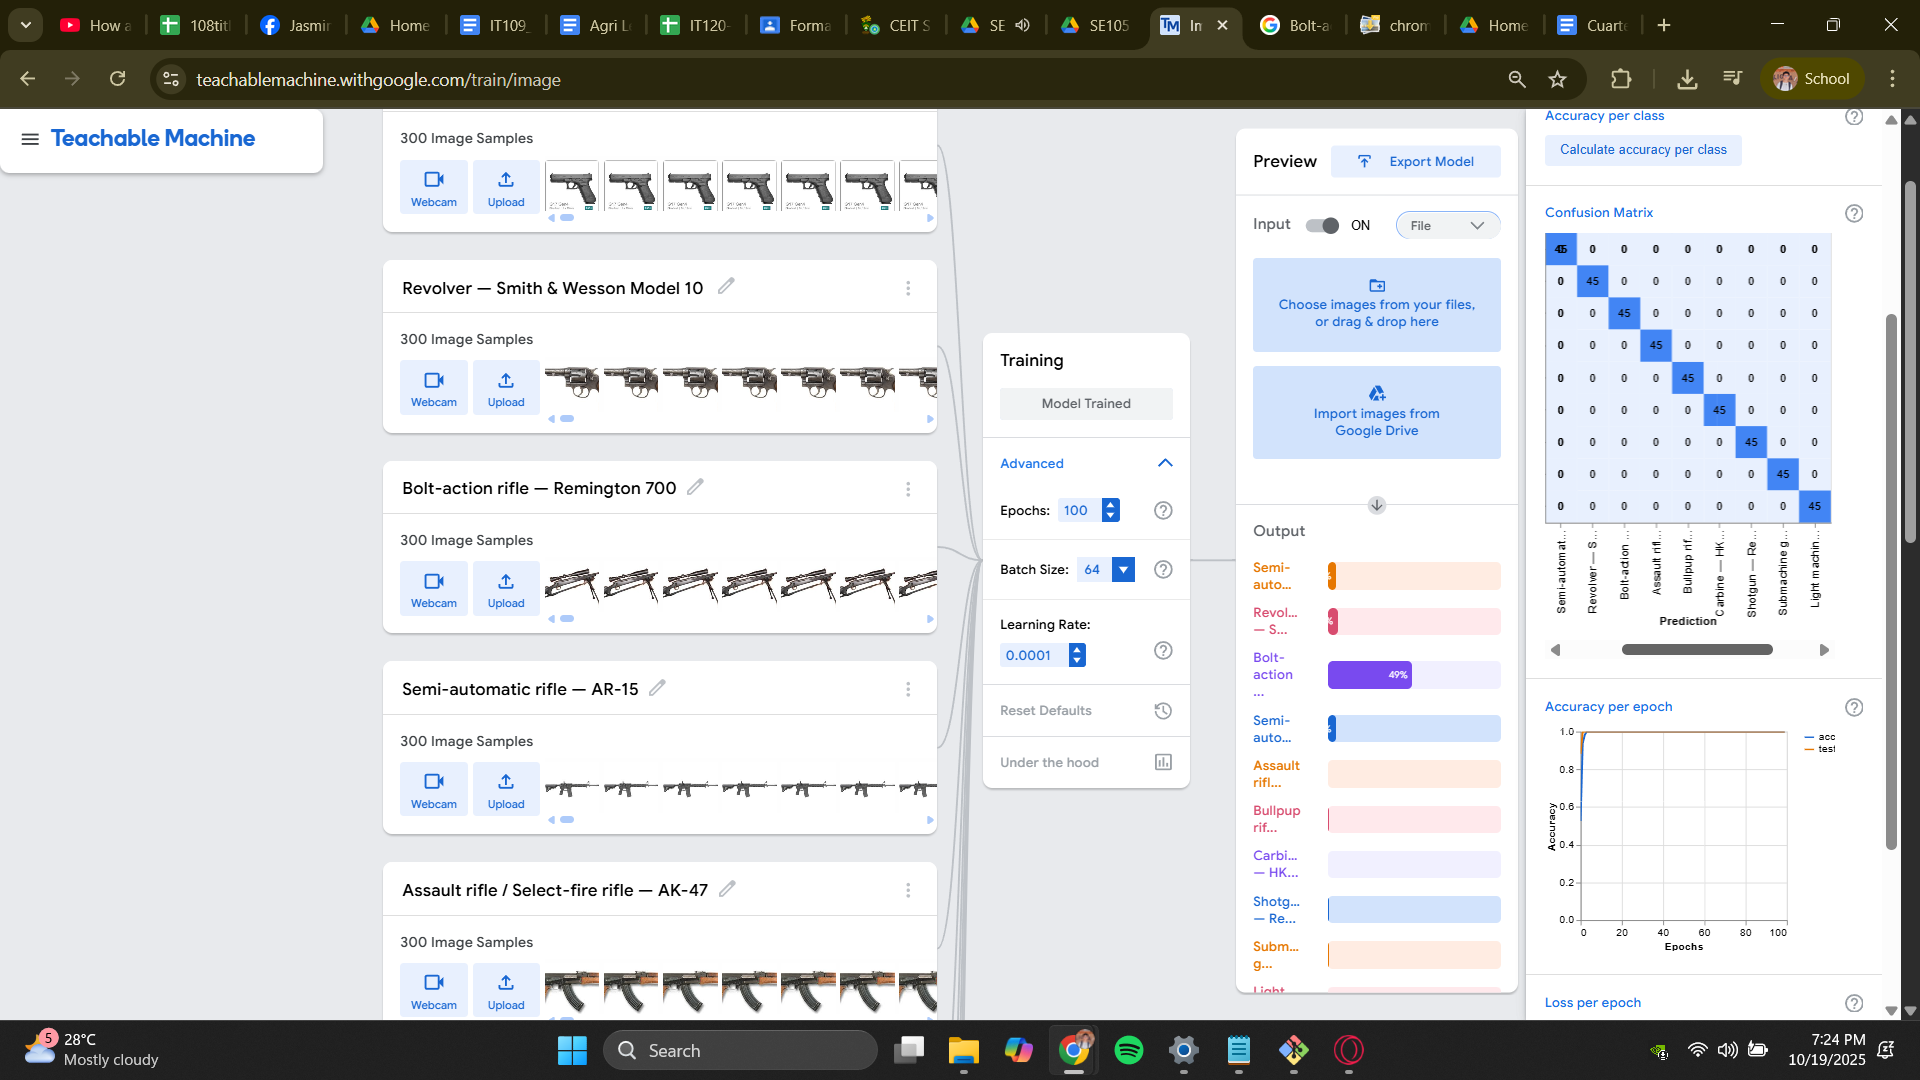 How a
108titl
Jasmin
Home
IT109_
Agri L
IT120-
Forma
CEIT S
SE
SE105
In
Bolt-a
chrom
Home
Cuarte
teachablemachine.withgoogle.com/train/image
School
Teachable Machine
300 Image Samples
Webcam
Upload
Revolver — Smith & Wesson Model 10
300 Image Samples
Webcam
Upload
Bolt-action rifle — Remington 700
300 Image Samples
Webcam
Upload
Semi-automatic rifle — AR-15
300 Image Samples
Webcam
Upload
Assault rifle / Select-fire rifle — AK-47
300 Image Samples
Webcam
Upload
Training
Model Trained
Advanced
Epochs: 100
Batch Size: 64
Learning Rate:
0.0001
Reset Defaults
Under the hood
Preview
Export Model
Input ON File
Choose images from your files,
or drag & drop here
Import images from
Google Drive
Output
Semi-
auto...
Revol...
— S...
Bolt-
action
...
49%
Semi-
auto...
Assault
rifl...
Bullpup
rif...
Carbi...
— HK...
Shotg...
— Re...
Subm...
g...
Light
Accuracy per class
Calculate accuracy per class
Confusion Matrix
45 0 0 0 0 0 0 0 0
0 45 0 0 0 0 0 0 0
0 0 45 0 0 0 0 0 0
0 0 0 45 0 0 0 0 0
0 0 0 0 45 0 0 0 0
0 0 0 0 0 45 0 0 0
0 0 0 0 0 0 45 0 0
0 0 0 0 0 0 0 45 0
0 0 0 0 0 0 0 0 45
Semi-automat...
Revolver — S...
Bolt-action ...
Assault rifl...
Bullpup rif...
Carbine — HK...
Shotgun — Re...
Submachine g...
Light machin...
Prediction
Accuracy per epoch
1.0
0.8
0.6
0.4
0.2
0.0
Accuracy
0 20 40 60 80 100
Epochs
acc
test
Loss per epoch
5
28°C
Mostly cloudy
Search
7:24 PM
10/19/2025